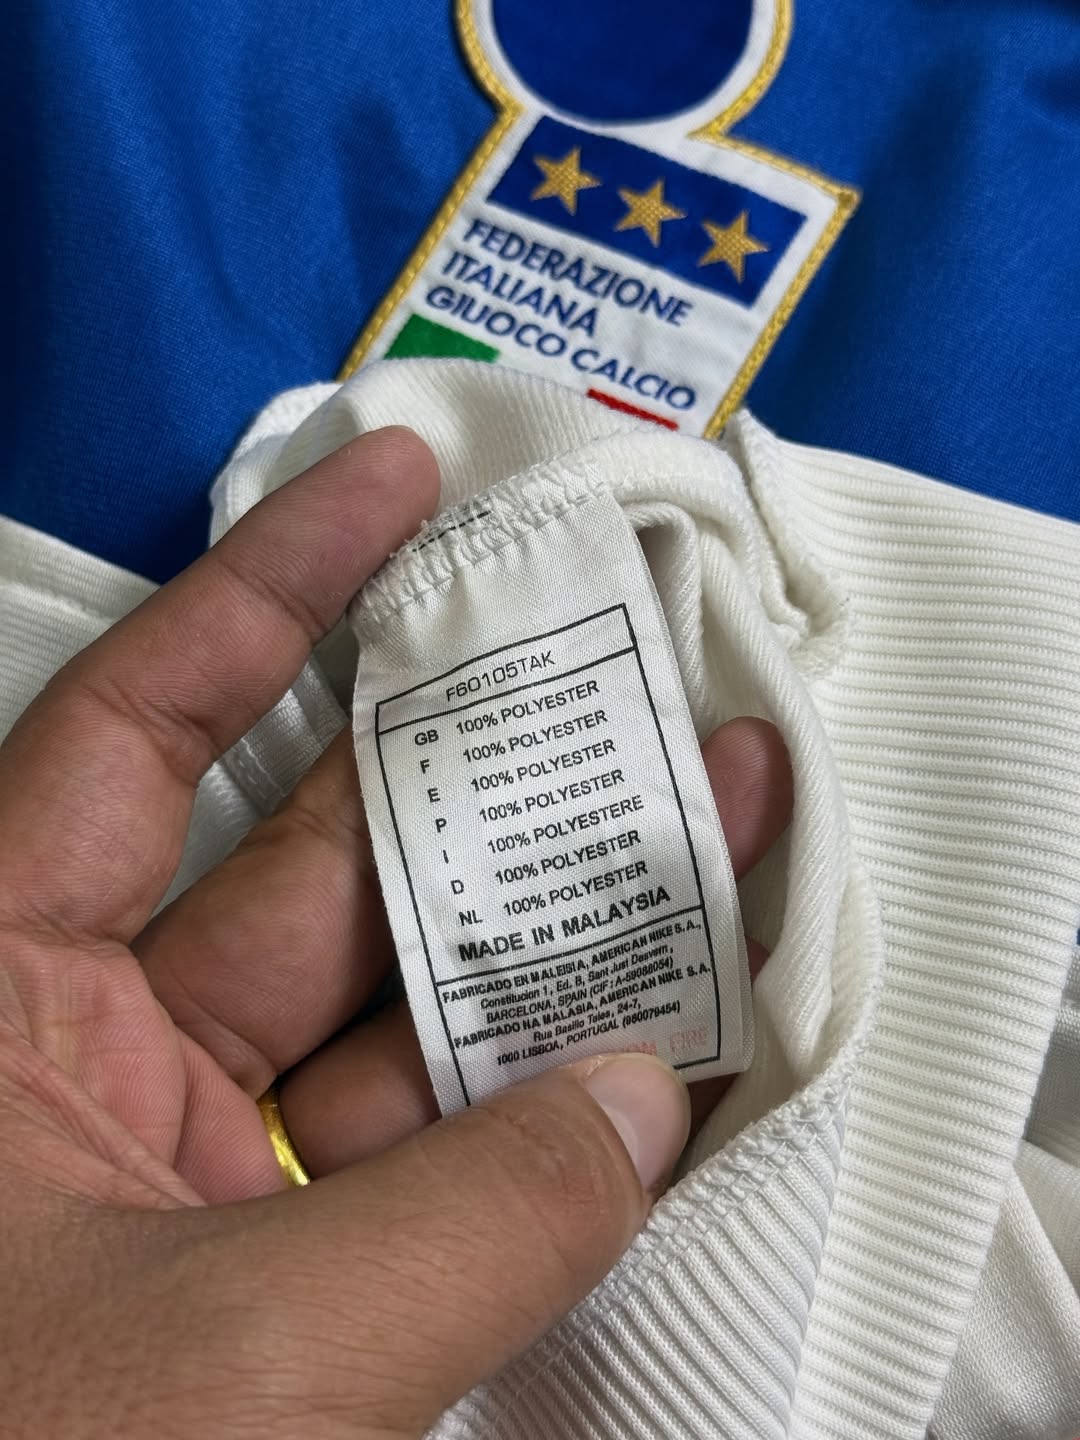 FEDERAZIONE
ITALIANA
GIUOCO CALCIO
F60105TAK
GB 100% POLYESTER
F 100% POLYESTER
E 100% POLYESTER
P 100% POLYESTER
I 100% POLYESTERE
D 100% POLYESTER
NL 100% POLYESTER
MADE IN MALAYSIA
FABRICADO EN MALEISIA, AMERICAN NIKE S.A.,
Constitucion 1, Ed. B, Sant Just Desvern,
BARCELONA, SPAIN (CIF: A-59088054)
FABRICADO NA MALASIA, AMERICAN NIKE S.A.
Rua Basilio Teles, 24-7,
1000 LISBOA, PORTUGAL (980079454)